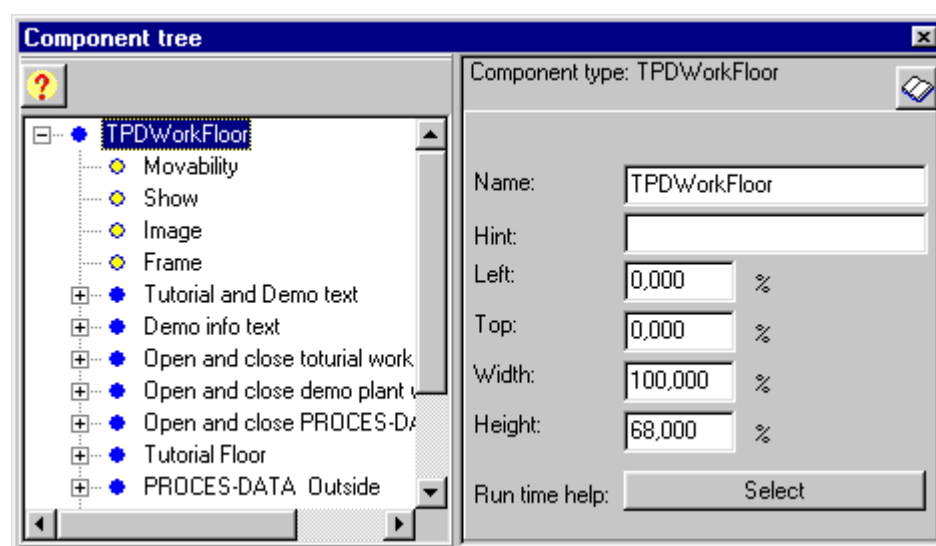 Component tree
TPDWorkFloor
Movability
Show
Image
Frame
Tutorial and Demo text
Demo info text
Open and close toturial work
Open and close demo plant
Open and close PROCES-DA
Tutorial Floor
PROCES-DATA Outside
Component type: TPDWorkFloor
Name: TPDWorkFloor
Hint:
Left: 0,000 %
Top: 0,000 %
Width: 100,000 %
Height: 68,000 %
Run time help: Select